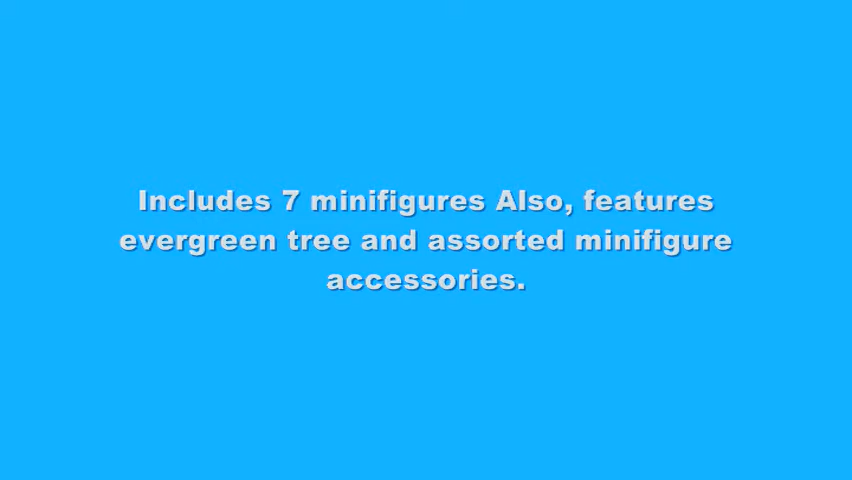 Includes 7 minifigures Also, features
evergreen tree and assorted minifigure
accessories.